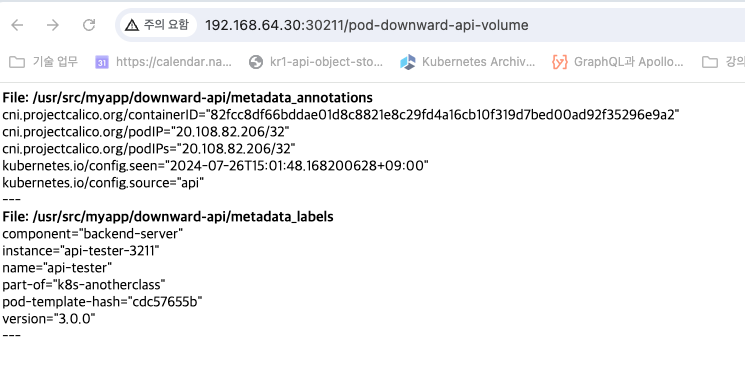 주의 요함 192.168.64.30:30211/pod-downward-api-volume
기술 업무 31 https://calendar.na... kr1-api-object-sto... Kubernetes Archiv... {y} GraphQL과 Apollo... 강의
File: /usr/src/myapp/downward-api/metadata_annotations
cni.projectcalico.org/containerID="82fcc8df66bddae01d8c8821e8c29fd4a16cb10f319d7bed00ad92f35296e9a2"
cni.projectcalico.org/podIP="20.108.82.206/32"
cni.projectcalico.org/podIPs="20.108.82.206/32"
kubernetes.io/config.seen="2024-07-26T15:01:48.168200628+09:00"
kubernetes.io/config.source="api"
---
File: /usr/src/myapp/downward-api/metadata_labels
component="backend-server"
instance="api-tester-3211"
name="api-tester"
part-of="k8s-anotherclass"
pod-template-hash="cdc57655b"
version="3.0.0"
---